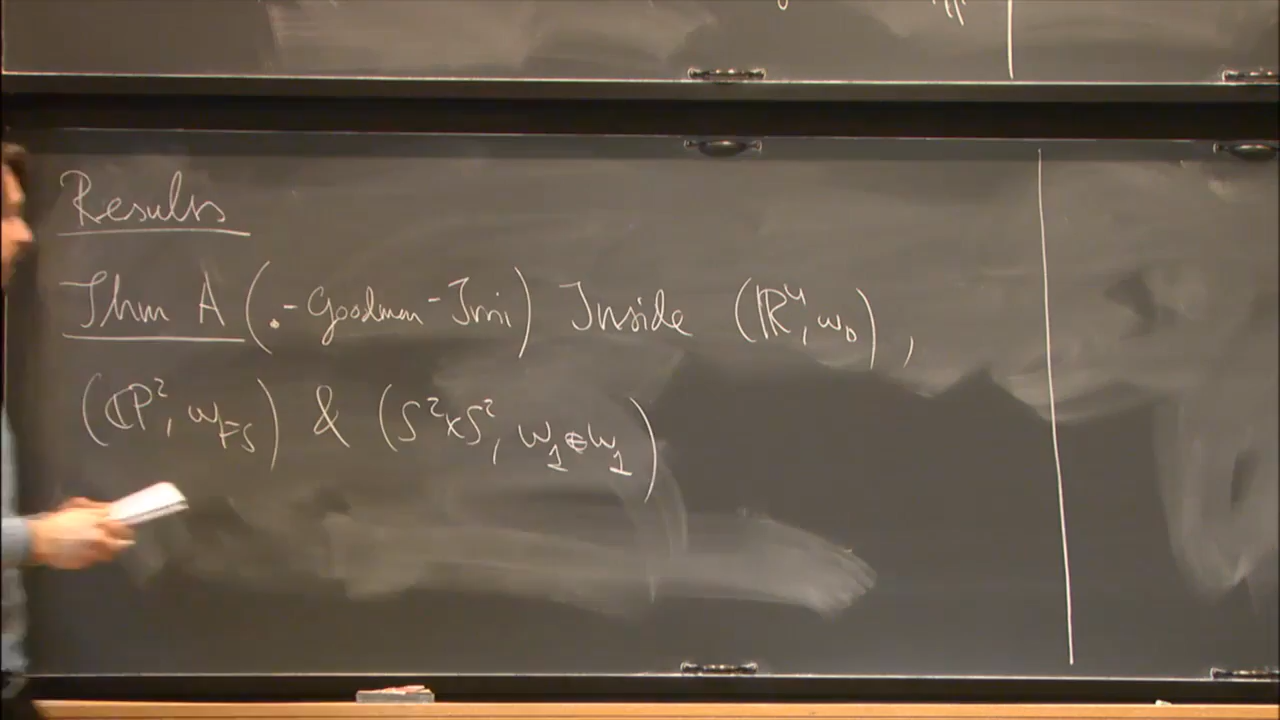 Results
Thm A (.-Goodman-Ivrii) Inside (ℝ⁴, ω₀),
(ℂP², ω_FS) & (S²×S², ω₁⊕ω₁)